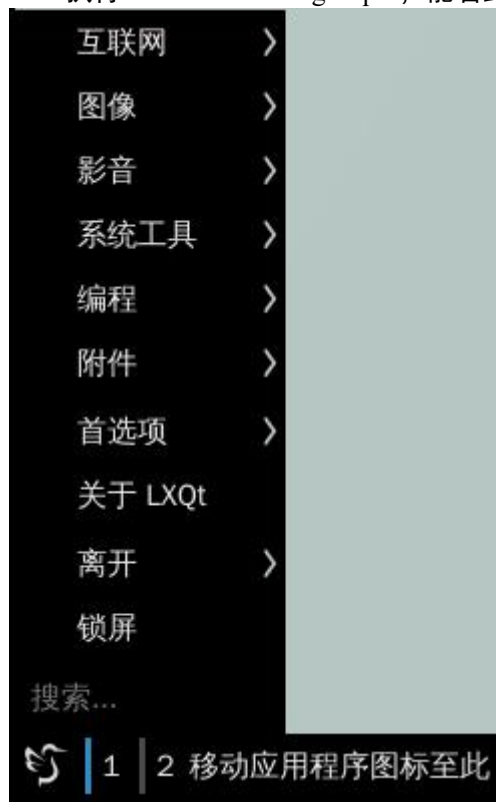 互联网
图像
影音
系统工具
编程
附件
首选项
关于 LXQt
离开
锁屏
搜索...
1 2 移动应用程序图标至此